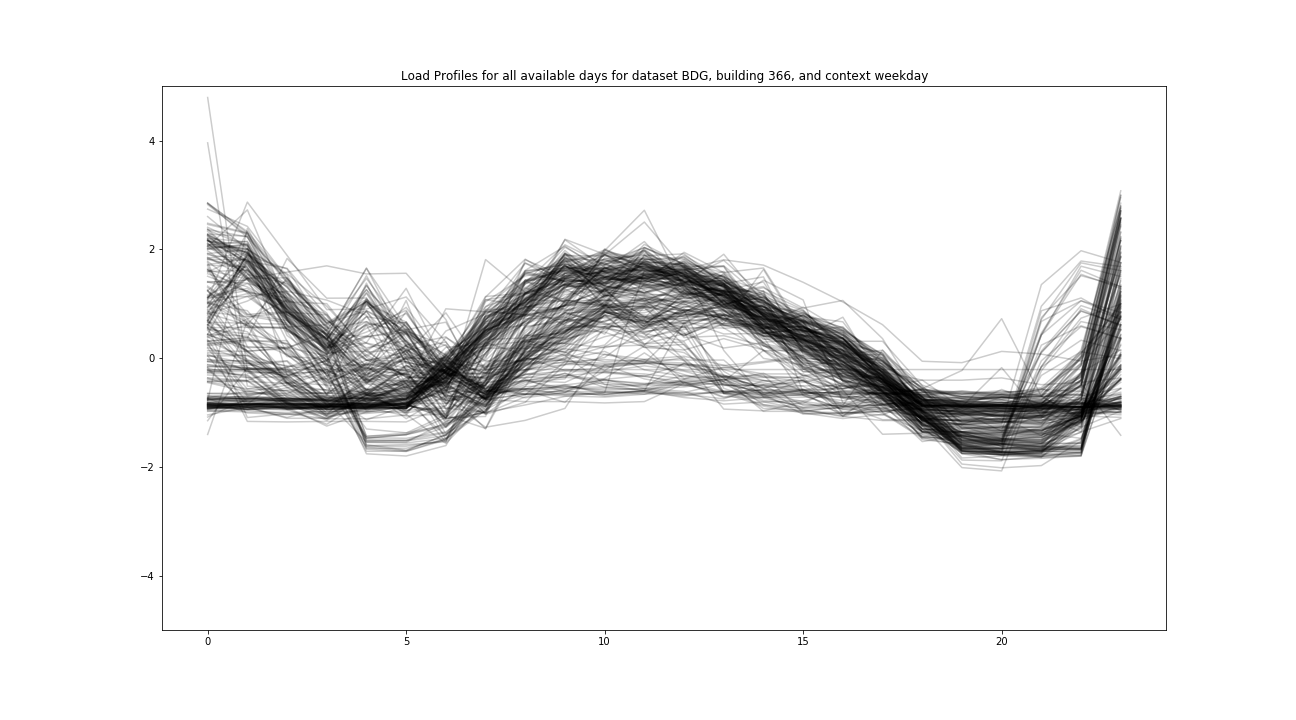 Load Profiles for all available days for dataset BDG, building 366, and context weekday
4
2
0
−2
−4
0 5 10 15 20